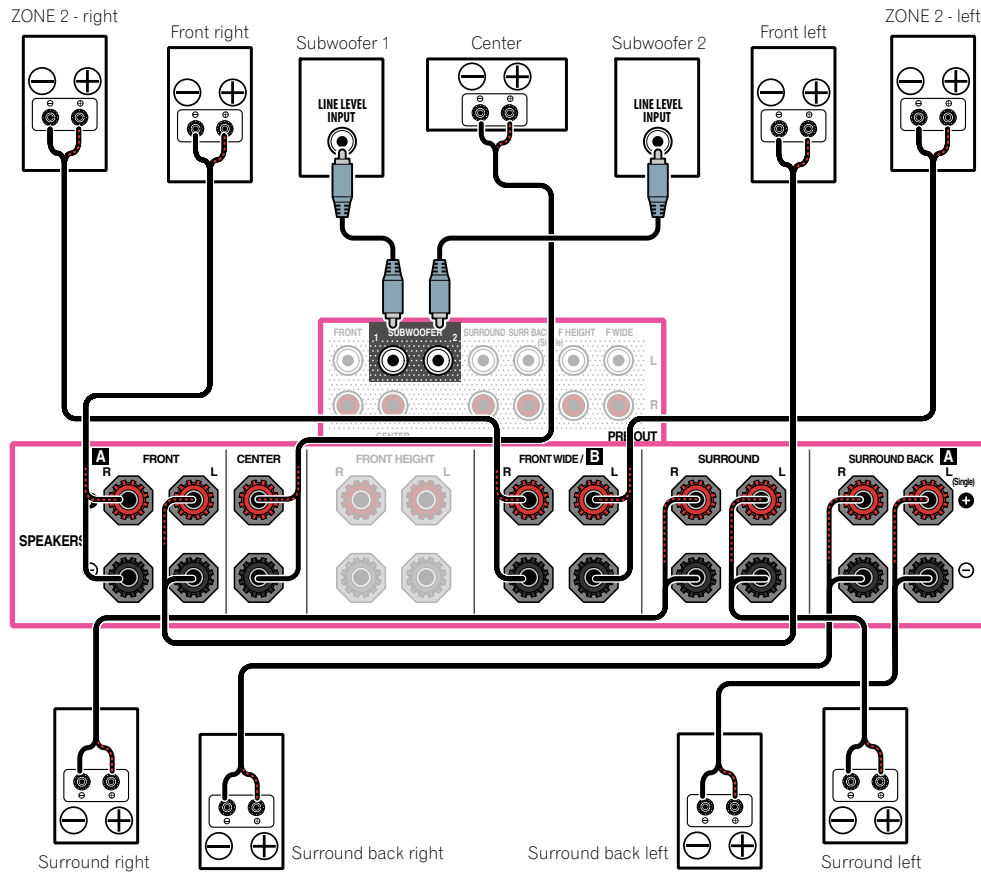 ZONE 2 - right
Front right
Subwoofer 1
Center
Subwoofer 2
Front left
ZONE 2 - left
LINE LEVEL
INPUT
LINE LEVEL
INPUT
FRONT
SUBWOOFER
1
2
SURROUND
SURR BACK
(Single)
F HEIGHT
F WIDE
L
R
CENTER
PREOUT
A
FRONT
R
L
CENTER
FRONT HEIGHT
R
L
FRONT WIDE / B
R
L
SURROUND
R
L
SURROUND BACK A
R
L
(Single)
SPEAKERS
Surround right
Surround back right
Surround back left
Surround left